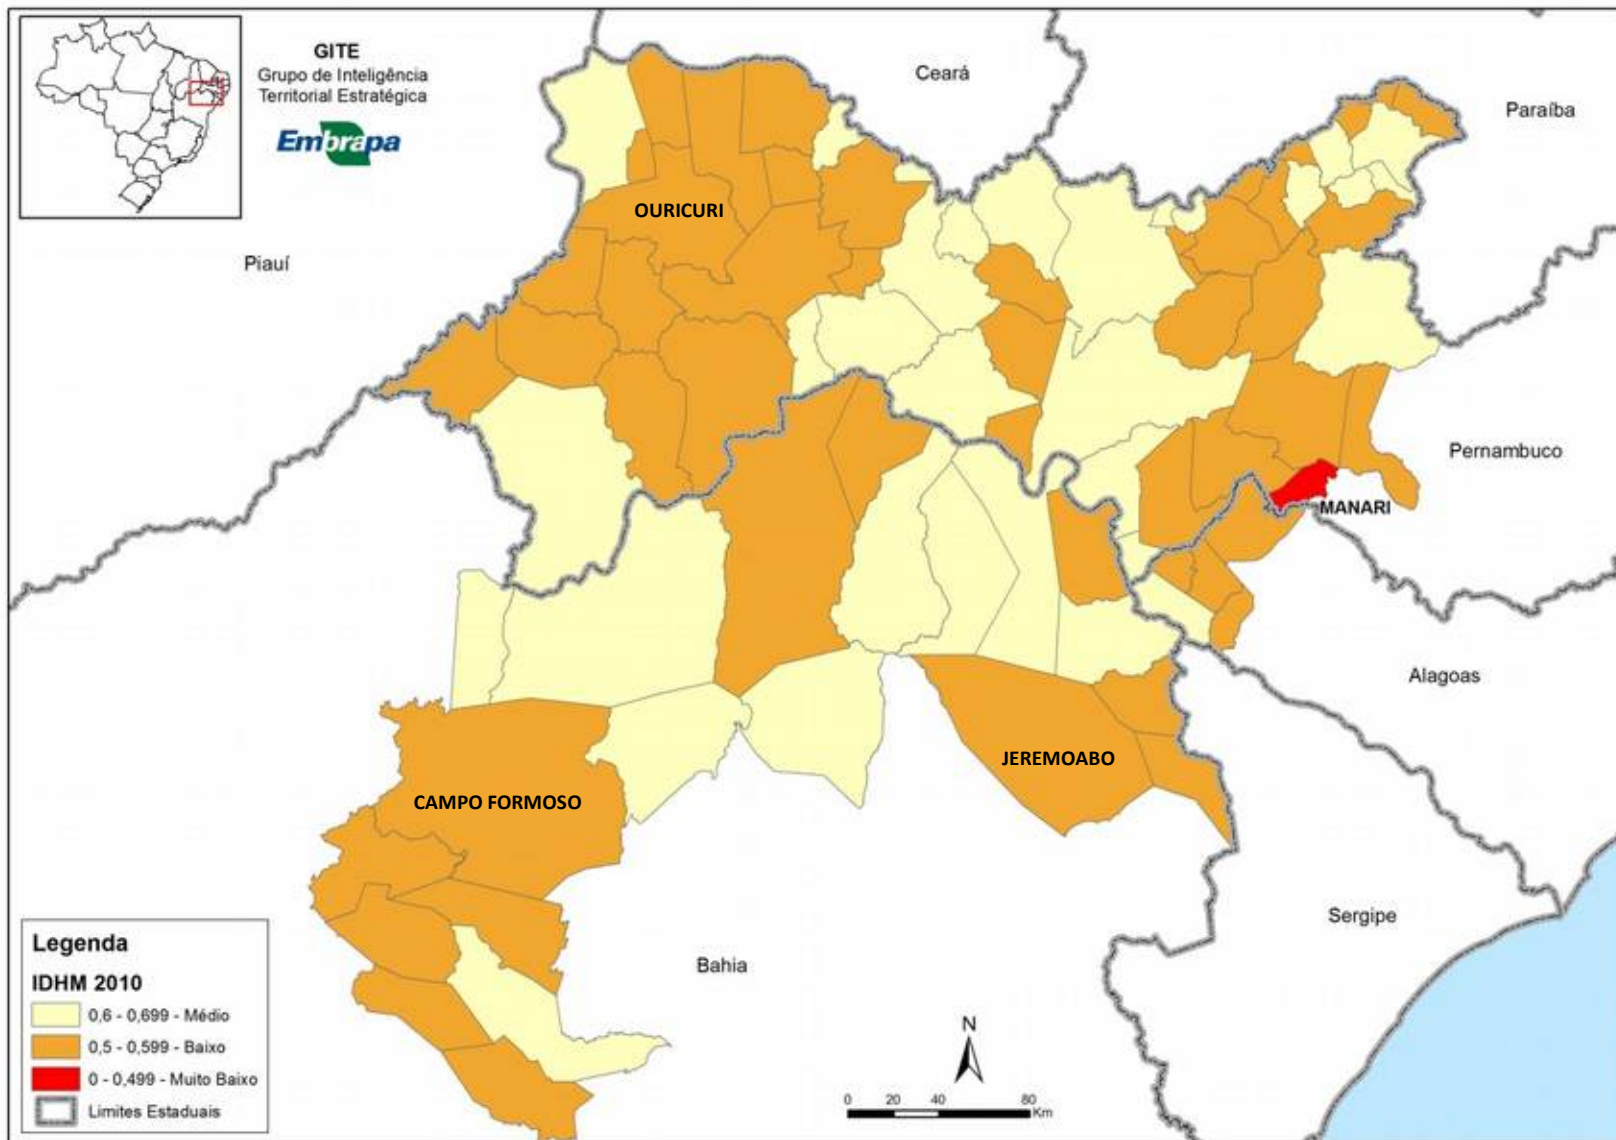 GITE
Grupo de Inteligência
Territorial Estratégica
Embrapa
Ceará
Paraíba
OURICURI
Piauí
Pernambuco
MANARI
Alagoas
JEREMOABO
CAMPO FORMOSO
Sergipe
Bahia
Legenda
IDHM 2010
0,6 - 0,699 - Médio
0,5 - 0,599 - Baixo
0 - 0,499 - Muito Baixo
Limites Estaduais
N
0 20 40 80
Km